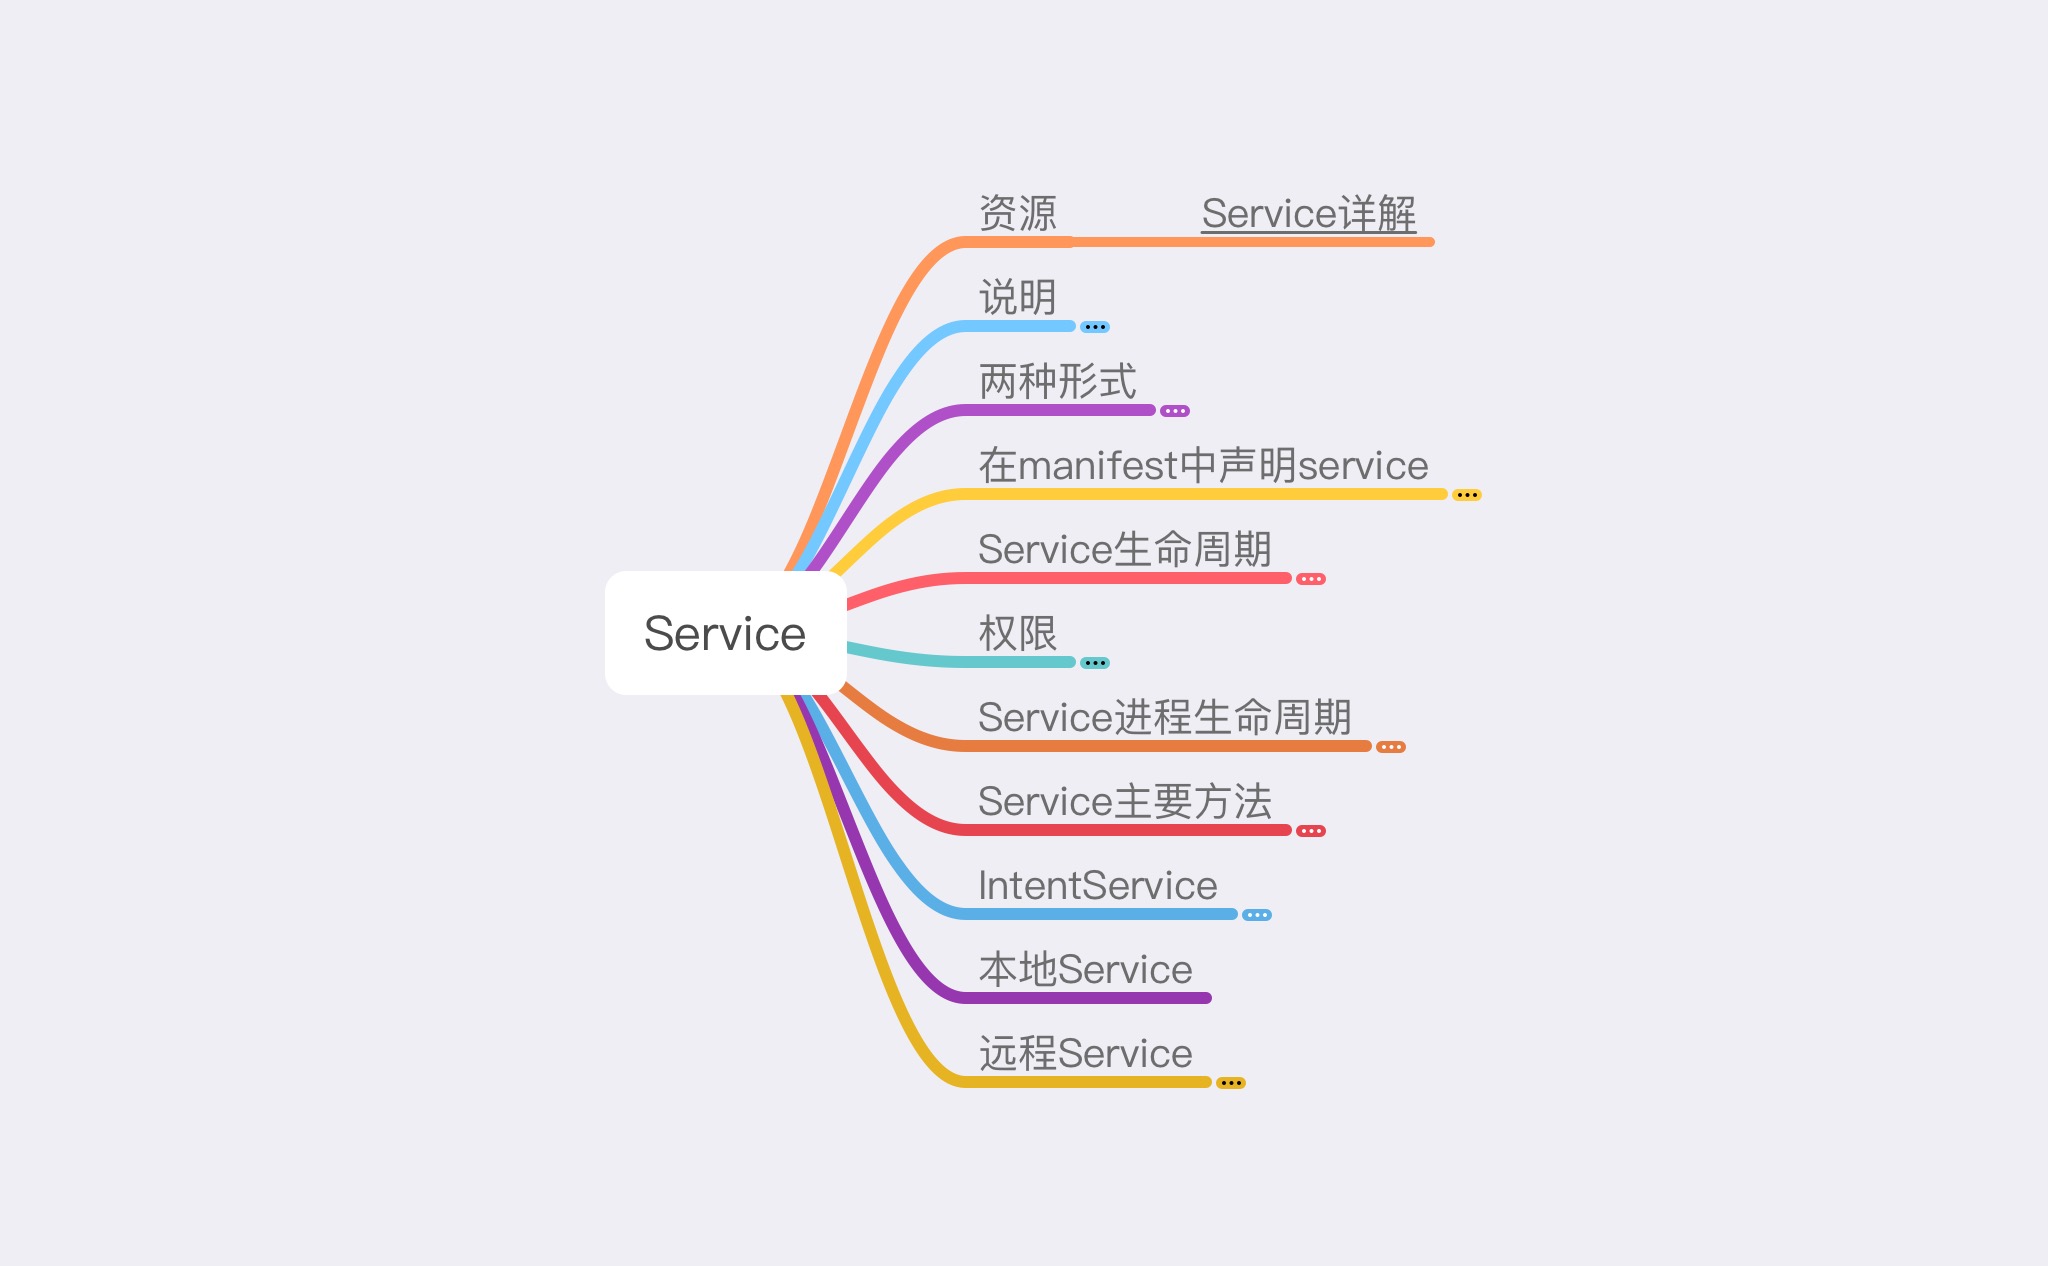 资源
Service详解
说明
两种形式
在manifest中声明service
Service生命周期
Service
权限
Service进程生命周期
Service主要方法
IntentService
本地Service
远程Service